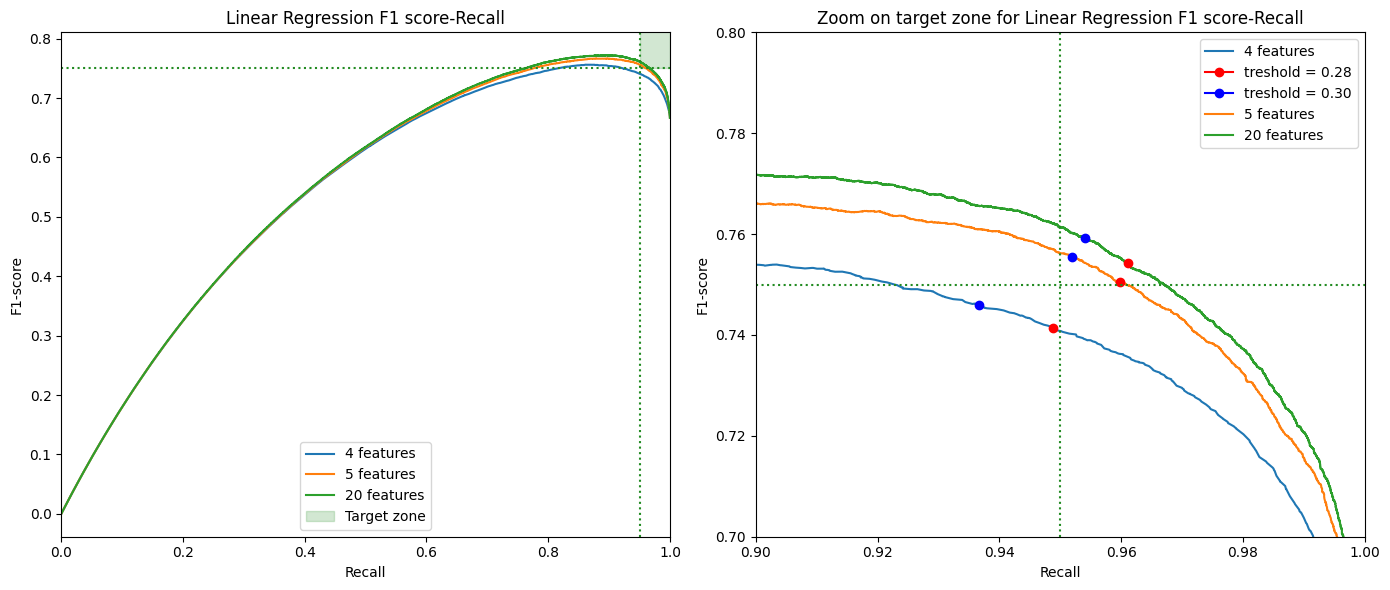 Linear Regression F1 score-Recall
F1-score
0.8
0.7
0.6
0.5
0.4
0.3
0.2
0.1
0.0
4 features
5 features
20 features
Target zone
0.0 0.2 0.4 0.6 0.8 1.0
Recall
Zoom on target zone for Linear Regression F1 score-Recall
F1-score
0.80
0.78
0.76
0.74
0.72
0.70
4 features
treshold = 0.28
treshold = 0.30
5 features
20 features
0.90 0.92 0.94 0.96 0.98 1.00
Recall